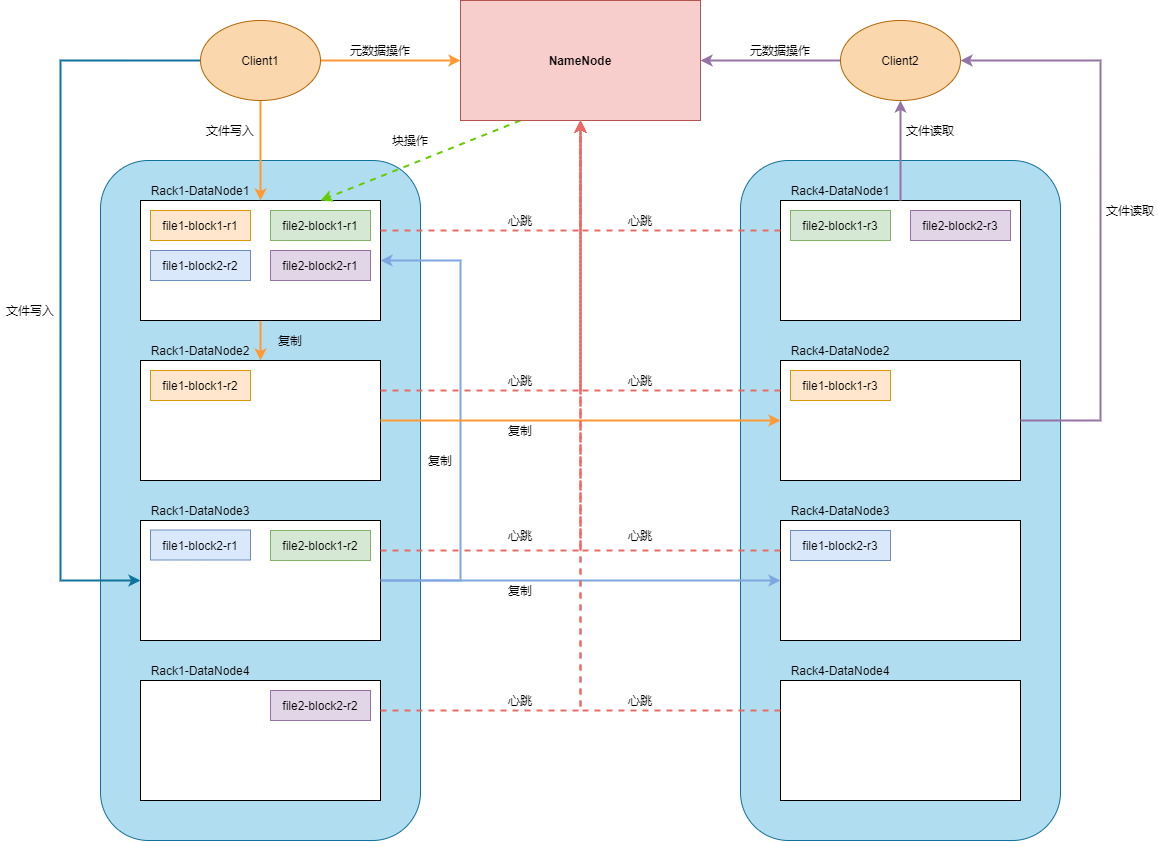 Client1
元数据操作
NameNode
元数据操作
Client2
文件写入
块操作
文件读取
Rack1-DataNode1
file1-block1-r1
file2-block1-r1
file1-block2-r2
file2-block2-r1
心跳
心跳
Rack4-DataNode1
file2-block1-r3
file2-block2-r3
文件读取
文件写入
复制
Rack1-DataNode2
file1-block1-r2
心跳
心跳
Rack4-DataNode2
file1-block1-r3
复制
复制
Rack1-DataNode3
file1-block2-r1
file2-block1-r2
心跳
心跳
Rack4-DataNode3
file1-block2-r3
复制
Rack1-DataNode4
file2-block2-r2
心跳
心跳
Rack4-DataNode4